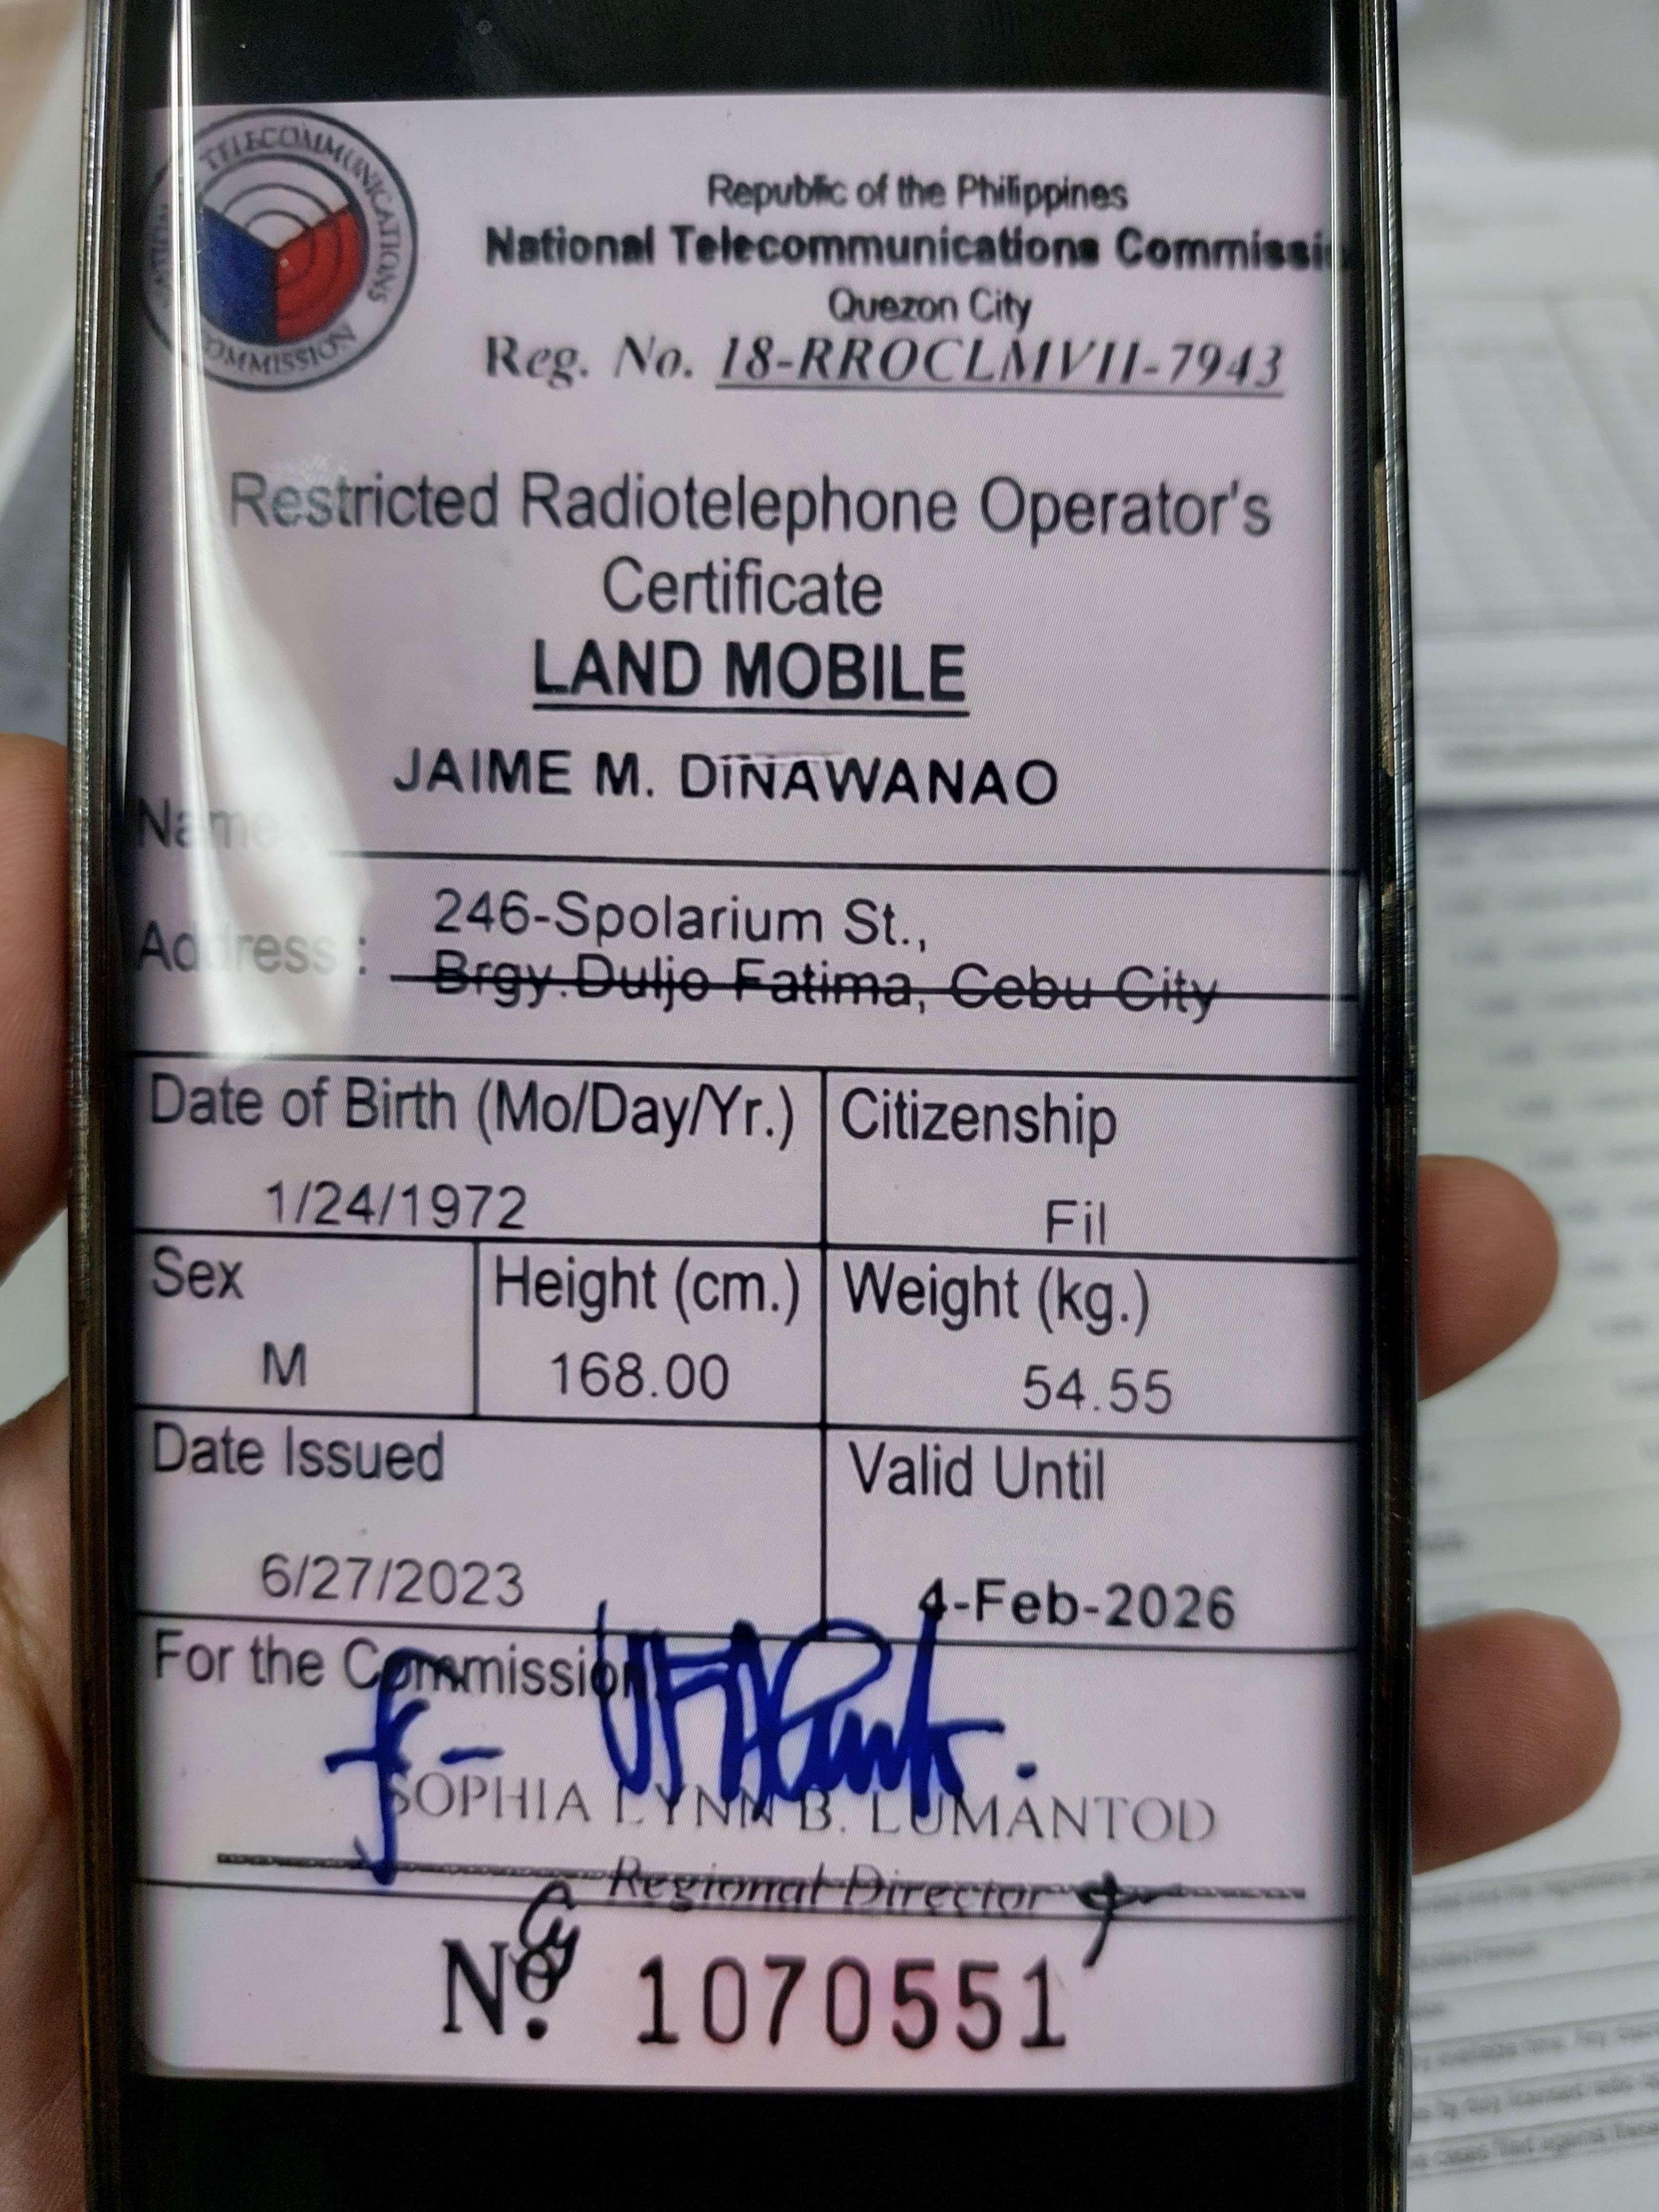 TELECOMMUNICATIONS
COMMISSION
Republic of the Philippines
National Telecommunications Commissi
Quezon City
Reg. No. 18-RROCLMVII-7943
Restricted Radiotelephone Operator's
Certificate
LAND MOBILE
JAIME M. DINAWANAO
Name :
246-Spolarium St.,
Address :
Brgy.Duljo Fatima, Cebu City
Date of Birth (Mo/Day/Yr.) Citizenship
1/24/1972 Fil
Sex Height (cm.) Weight (kg.)
M 168.00 54.55
Date Issued Valid Until
6/27/2023 4-Feb-2026
For the Commission
SOPHIA LYNN B. LUMANTOD
Regional Director
No. 1070551